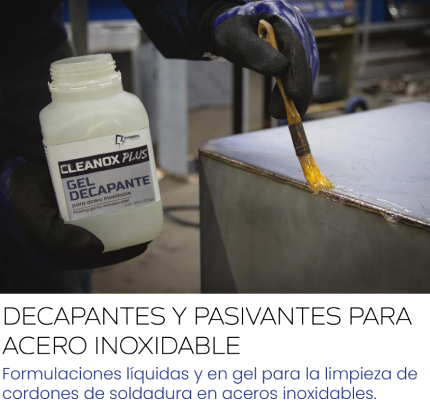 CLEANOX PLUS
GEL
DECAPANTE
para acero inoxidable
DECAPANTES Y PASIVANTES PARA
ACERO INOXIDABLE
Formulaciones líquidas y en gel para la limpieza de
cordones de soldadura en aceros inoxidables.